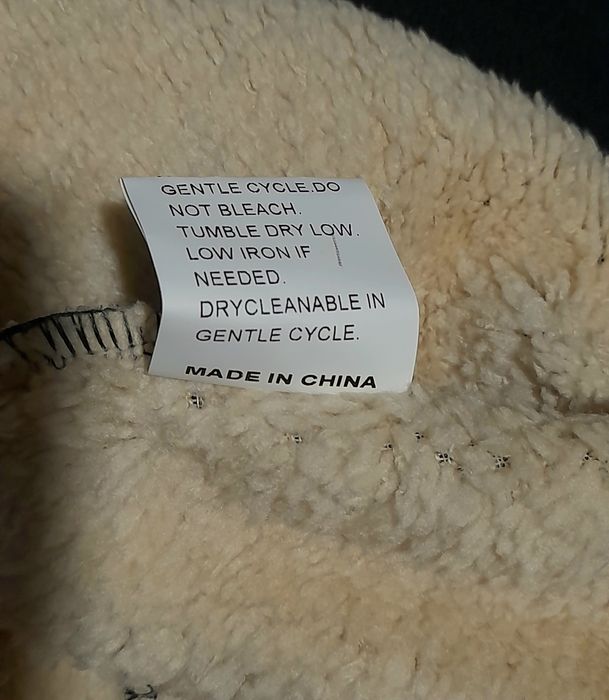 GENTLE CYCLE.DO
NOT BLEACH.
TUMBLE DRY LOW.
LOW IRON IF
NEEDED.
DRYCLEANABLE IN
GENTLE CYCLE.
MADE IN CHINA